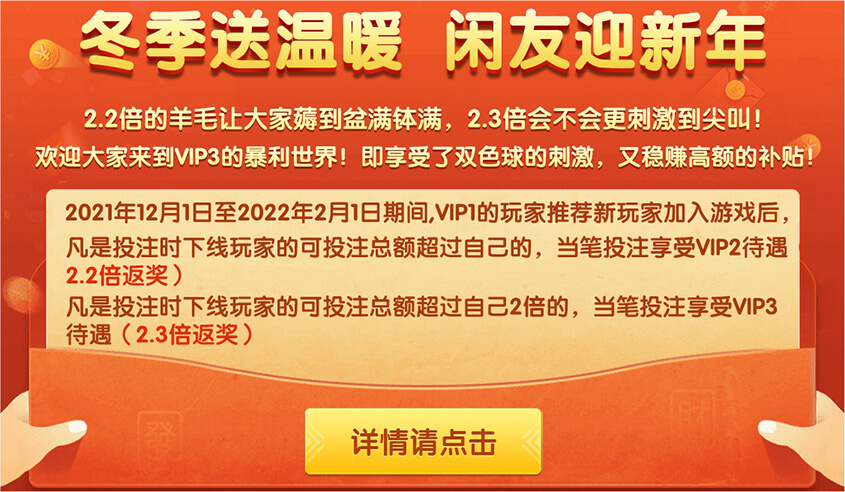 冬季送温暖 闲友迎新年
2.2倍的羊毛让大家薅到盆满钵满，2.3倍会不会更刺激到尖叫！
欢迎大家来到VIP3的暴利世界！即享受了双色球的刺激，又稳赚高额的补贴！
2021年12月1日至2022年2月1日期间,VIP1的玩家推荐新玩家加入游戏后，
凡是投注时下线玩家的可投注总额超过自己的，当笔投注享受VIP2待遇（
2.2倍返奖）
凡是投注时下线玩家的可投注总额超过自己2倍的，当笔投注享受VIP3
待遇（2.3倍返奖）
發
財
详情请点击